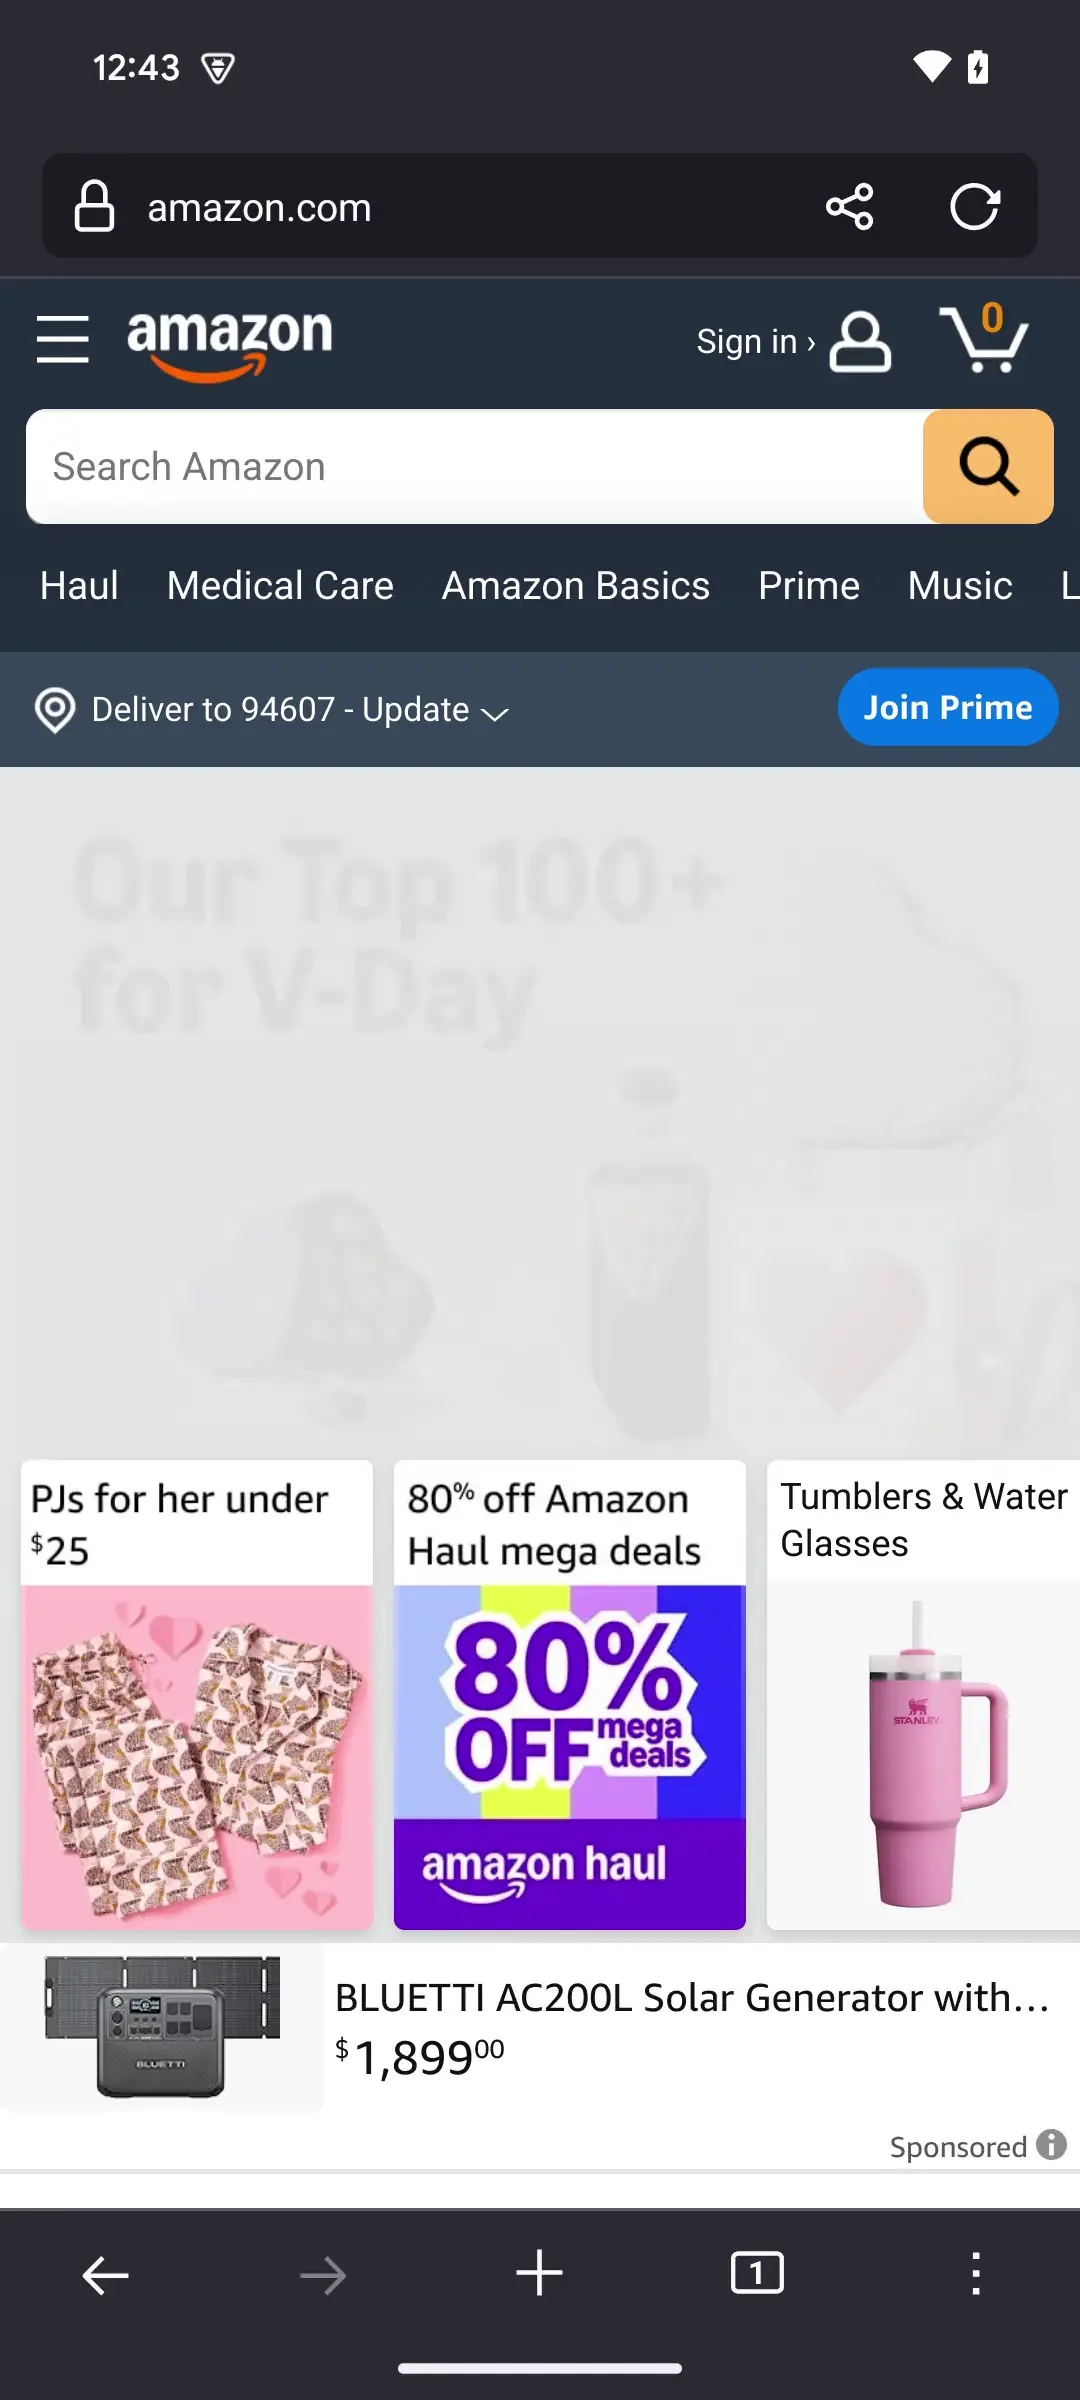 12:43
amazon.com
amazon
Sign in ›
0
Search Amazon
Haul
Medical Care
Amazon Basics
Prime
Music
L
Deliver to 94607 - Update
Join Prime
Our Top 100+
for V-Day
PJs for her under
$25
80% off Amazon
Haul mega deals
80%
OFF mega
deals
amazon haul
Tumblers & Water
Glasses
STANLEY
BLUETTI
BLUETTI AC200L Solar Generator with...
$1,89900
Sponsored
1